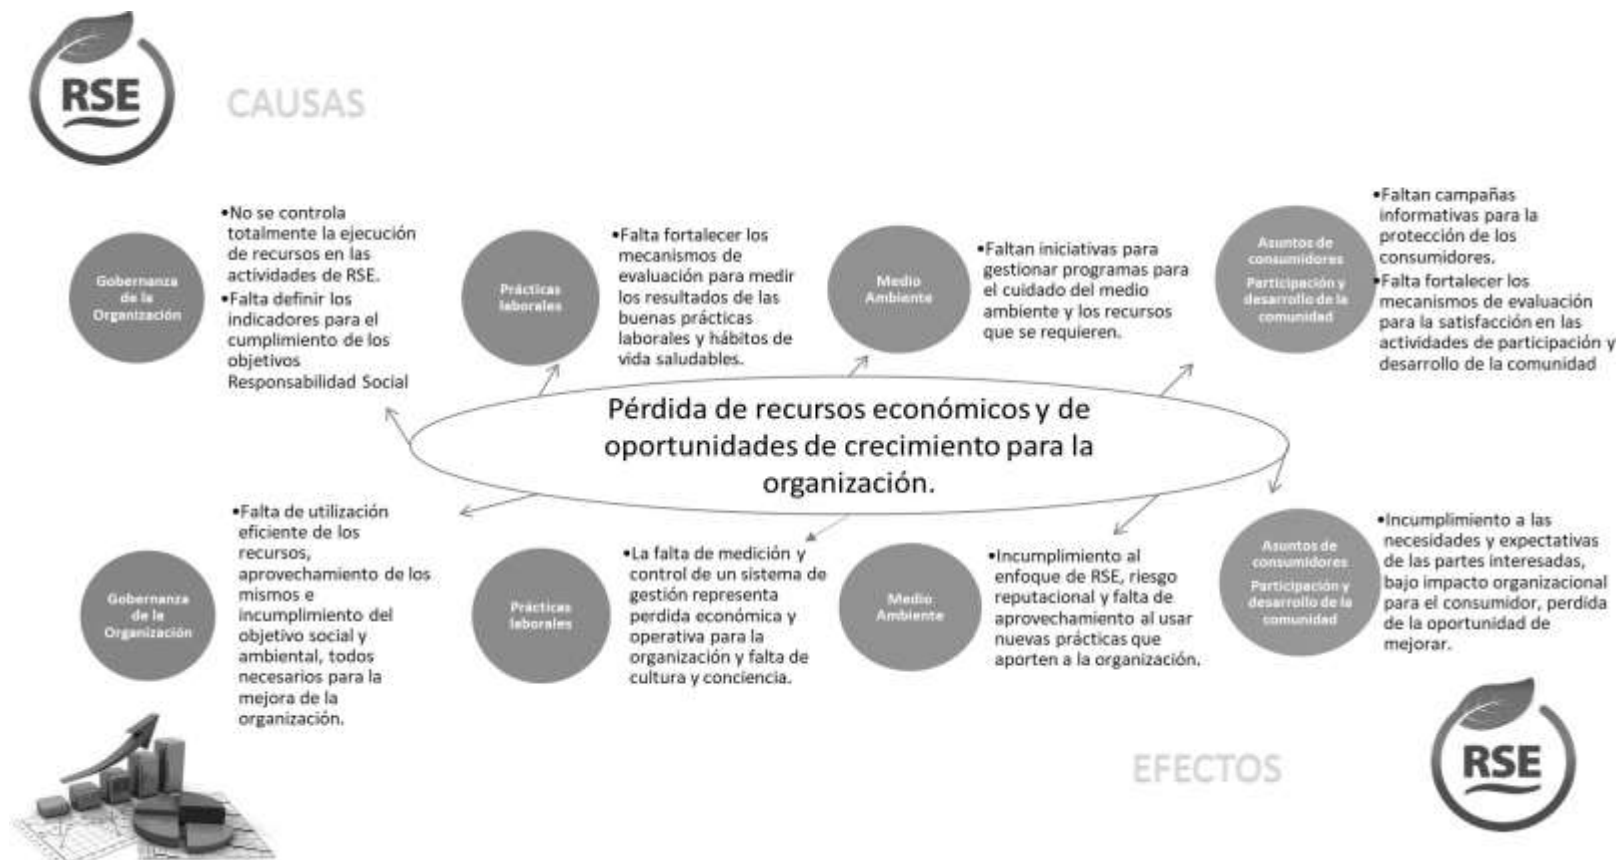 RSE
CAUSAS
Gobernanza
de la
Organización
•No se controla
totalmente la ejecución
de recursos en las
actividades de RSE.
•Falta definir los
indicadores para el
cumplimiento de los
objetivos
Responsabilidad Social
Prácticas
laborales
•Falta fortalecer los
mecanismos de
evaluación para medir
los resultados de las
buenas prácticas
laborales y hábitos de
vida saludables.
Medio
Ambiente
•Faltan iniciativas para
gestionar programas para
el cuidado del medio
ambiente y los recursos
que se requieren.
Asuntos de
consumidores
Participación y
desarrollo de la
comunidad
•Faltan campañas
informativas para la
protección de los
consumidores.
•Falta fortalecer los
mecanismos de evaluación
para la satisfacción en las
actividades de participación y
desarrollo de la comunidad
Pérdida de recursos económicos y de
oportunidades de crecimiento para la
organización.
Gobernanza
de la
Organización
•Falta de utilización
eficiente de los
recursos,
aprovechamiento de los
mismos e
incumplimiento del
objetivo social y
ambiental, todos
necesarios para la
mejora de la
organización.
Prácticas
laborales
•La falta de medición y
control de un sistema de
gestión representa
perdida económica y
operativa para la
organización y falta de
cultura y conciencia.
Medio
Ambiente
•Incumplimiento al
enfoque de RSE, riesgo
reputacional y falta de
aprovechamiento al usar
nuevas prácticas que
aporten a la organización.
Asuntos de
consumidores
Participación y
desarrollo de la
comunidad
•Incumplimiento a las
necesidades y expectativas
de las partes interesadas,
bajo impacto organizacional
para el consumidor, perdida
de la oportunidad de
mejorar.
EFECTOS
RSE